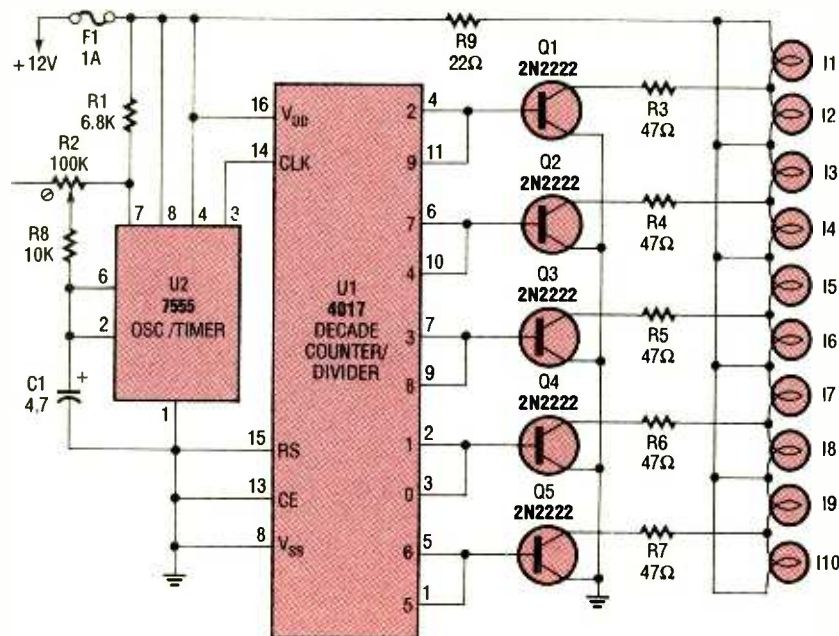 +12V
F1
1A
R1
6.8K
R2
100K
R8
10K
C1
4.7
+
7
8
4
3
6
2
1
U2
7555
OSC/TIMER
16
14
15
13
8
VDD
CLK
RS
CE
VSS
U1
4017
DECADE
COUNTER/
DIVIDER
2
9
7
4
3
8
1
0
6
5
4
11
6
10
7
9
2
3
5
1
R9
22Ω
Q1
2N2222
Q2
2N2222
Q3
2N2222
Q4
2N2222
Q5
2N2222
R3
47Ω
R4
47Ω
R5
47Ω
R6
47Ω
R7
47Ω
I1
I2
I3
I4
I5
I6
I7
I8
I9
I10